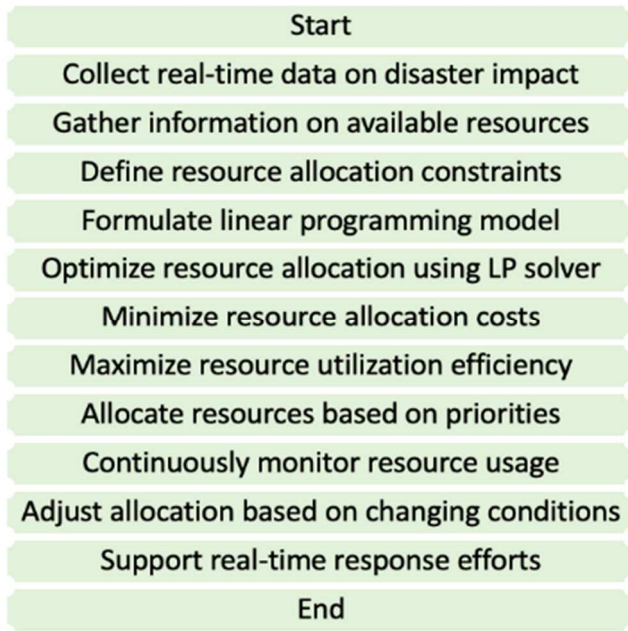 Start
Collect real-time data on disaster impact
Gather information on available resources
Define resource allocation constraints
Formulate linear programming model
Optimize resource allocation using LP solver
Minimize resource allocation costs
Maximize resource utilization efficiency
Allocate resources based on priorities
Continuously monitor resource usage
Adjust allocation based on changing conditions
Support real-time response efforts
End